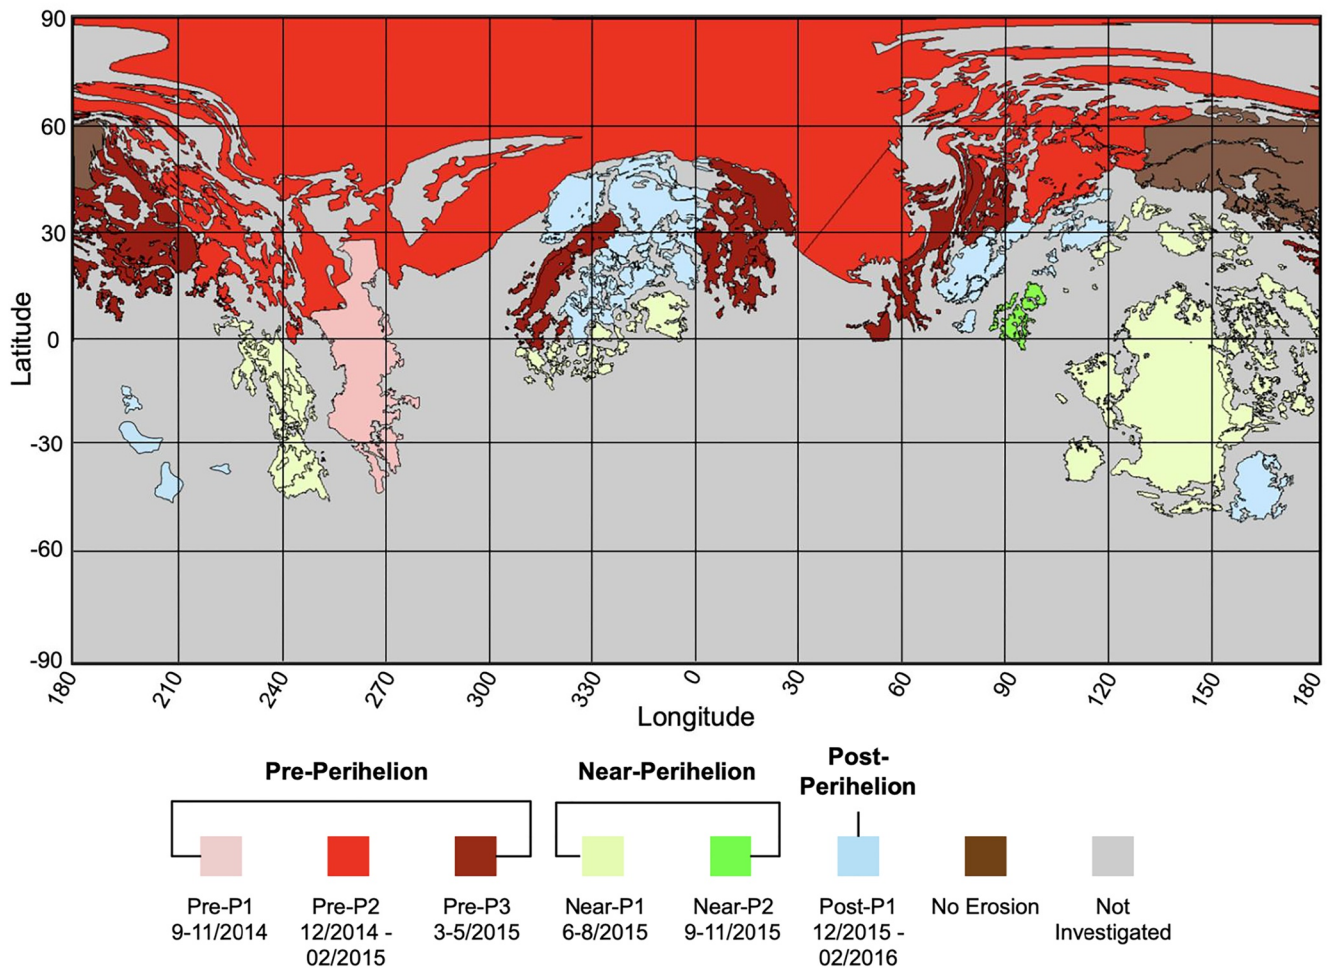 90
60
30
0
-30
-60
-90
Latitude
180
210
240
270
300
330
0
30
60
90
120
150
180
Longitude
Pre-Perihelion
Near-Perihelion
Post-
Perihelion
Pre-P1
9-11/2014
Pre-P2
12/2014 -
02/2015
Pre-P3
3-5/2015
Near-P1
6-8/2015
Near-P2
9-11/2015
Post-P1
12/2015 -
02/2016
No Erosion
Not
Investigated